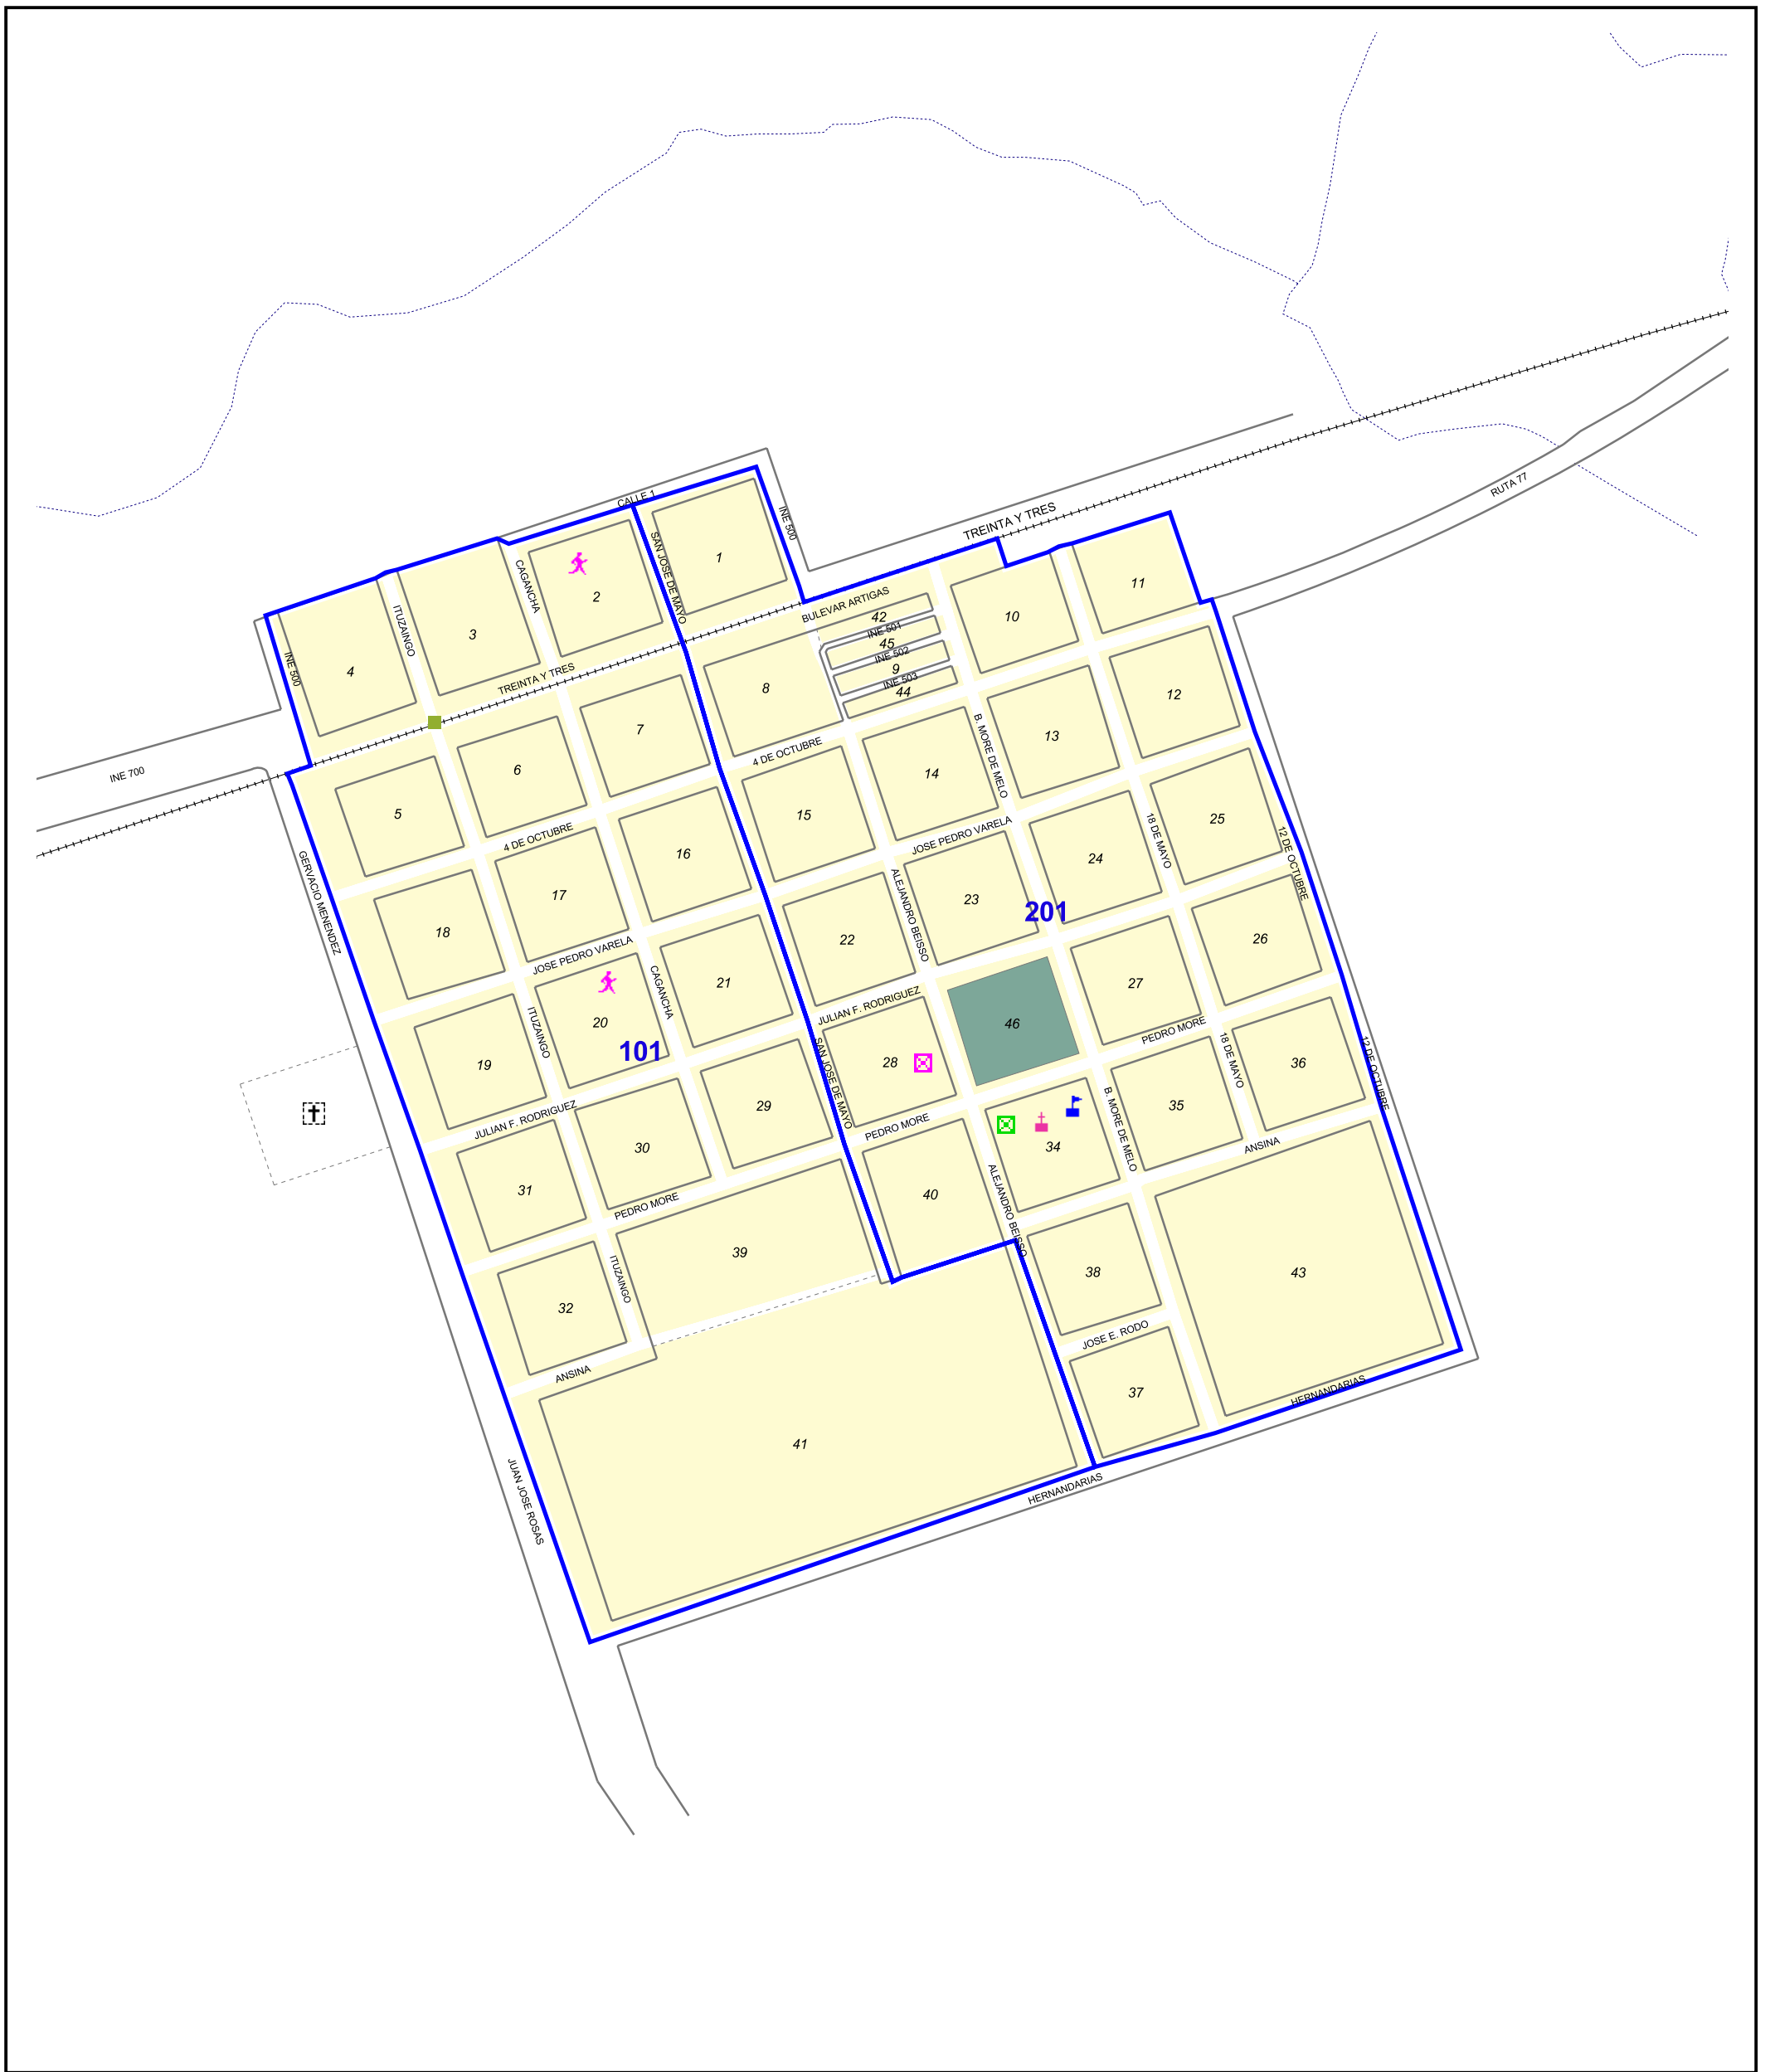 RUTA 77
CALLE 1
INE 500
TREINTA Y TRES
SAN JOSE DE MAYO
1
2
CAGANCHA
11
BULEVAR ARTIGAS
42
10
ITUZAINGO
3
INE 501
45
INE 502
9
INE 503
44
INE 500
4
TREINTA Y TRES
8
12
7
13
B. MORE DE MELO
4 DE OCTUBRE
INE 700
6
14
5
15
25
4 DE OCTUBRE
JOSE PEDRO VARELA
18 DE MAYO
16
24
12 DE OCTUBRE
GERVACIO MENENDEZ
17
23
201
ALEJANDRO BEISSO
18
22
26
JOSE PEDRO VARELA
21
CAGANCHA
27
JULIAN F. RODRIGUEZ
46
20
ITUZAINGO
PEDRO MORE
101
19
28
18 DE MAYO
36
SAN JOSE DE MAYO
12 DE OCTUBRE
29
35
JULIAN F. RODRIGUEZ
PEDRO MORE
B. MORE DE MELO
30
34
ANSINA
31
40
PEDRO MORE
ALEJANDRO BEISSO
39
38
43
ITUZAINGO
32
JOSE E. RODO
ANSINA
37
HERNANDARIAS
41
JUAN JOSE ROSAS
HERNANDARIAS